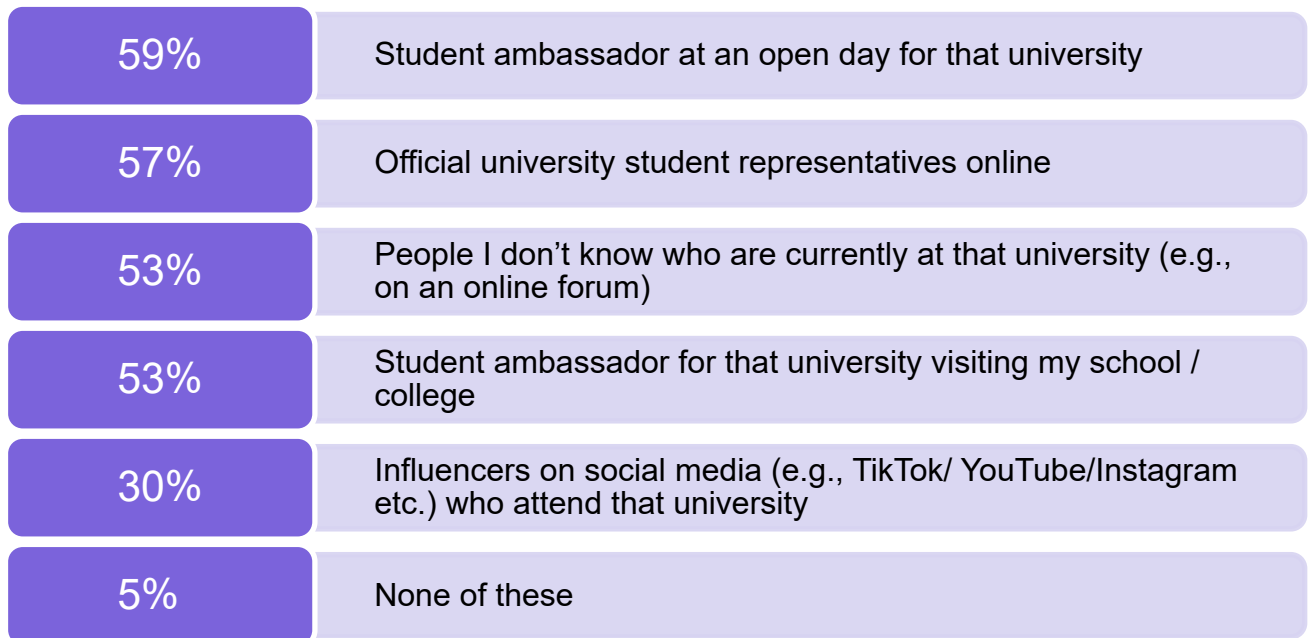 59%
Student ambassador at an open day for that university
57%
Official university student representatives online
53%
People I don’t know who are currently at that university (e.g.,
on an online forum)
53%
Student ambassador for that university visiting my school /
college
30%
Influencers on social media (e.g., TikTok/ YouTube/Instagram
etc.) who attend that university
5%
None of these